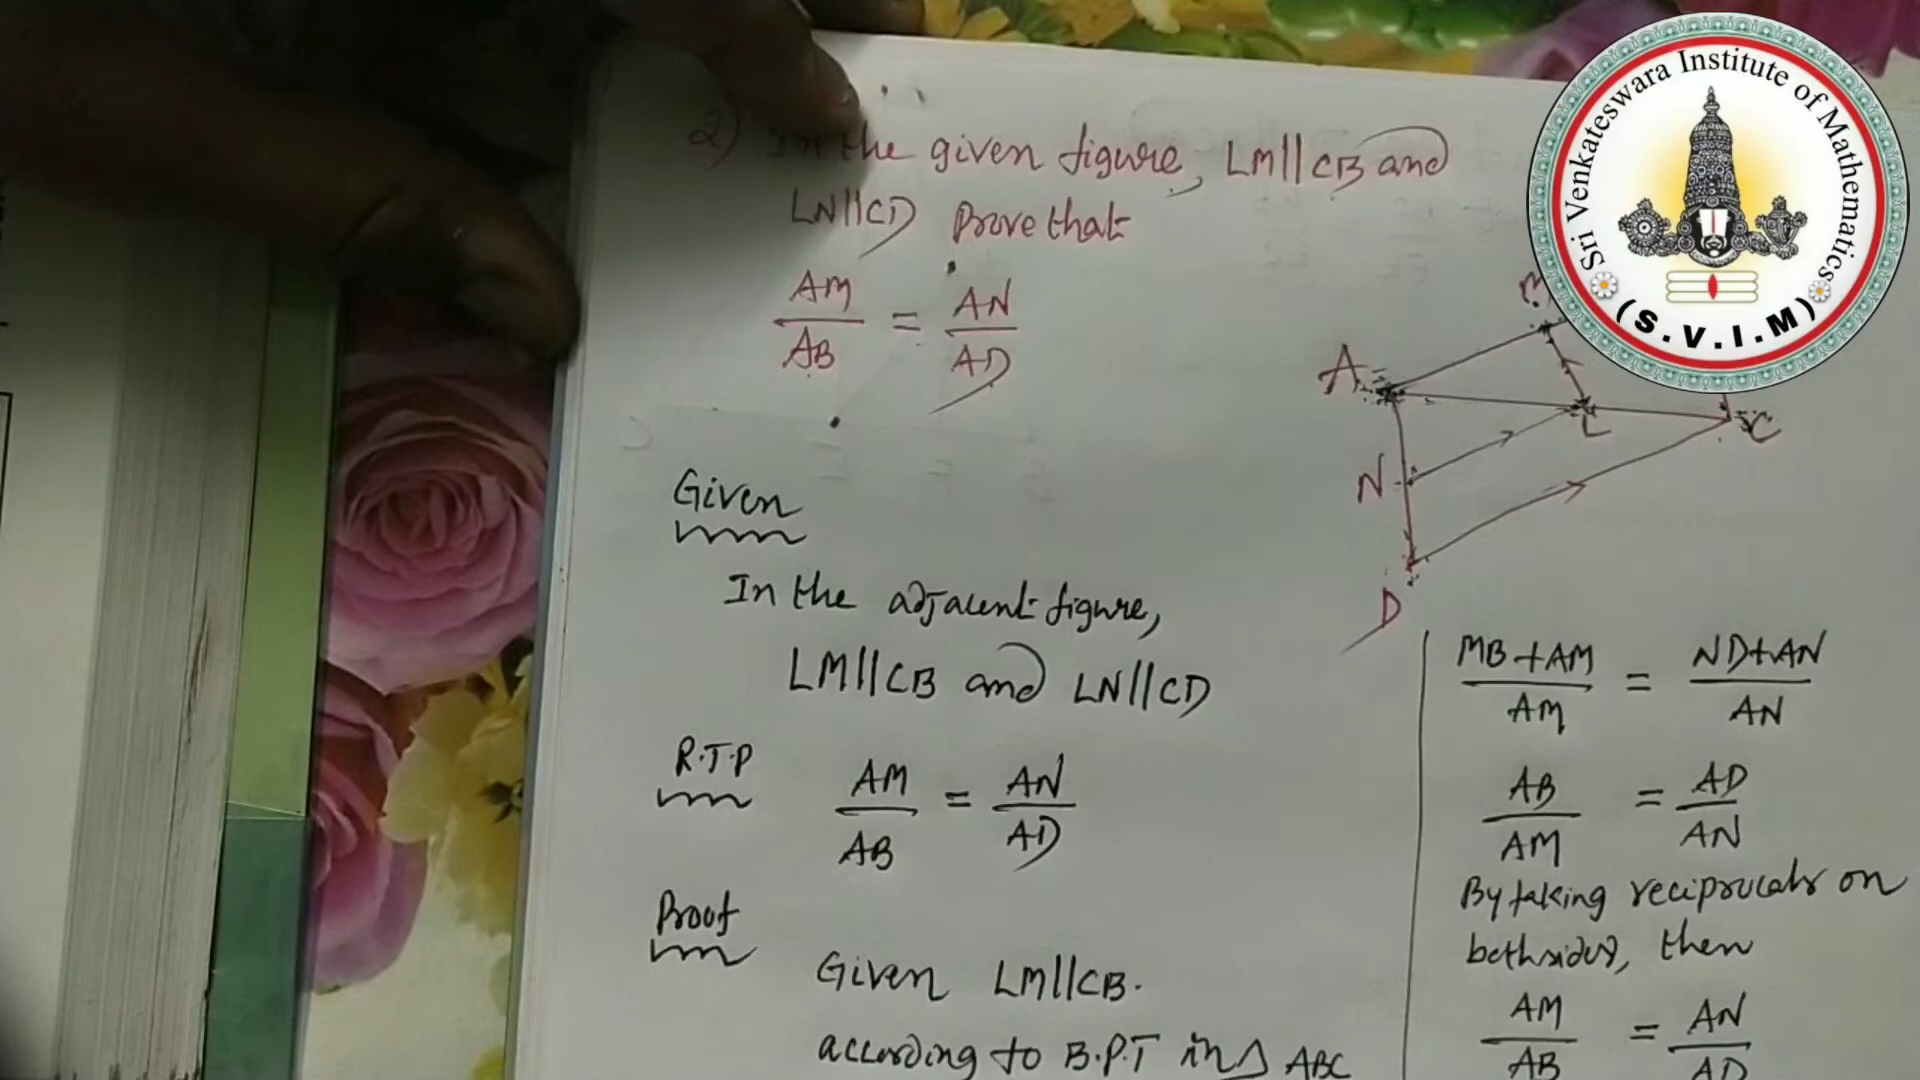 2) In the given figure, LM||CB and
LN||CD Prove that
AM/AB = AN/AD
M
A
L
C
N
D
Given
In the adjacent figure,
LM||CB and LN||CD
R.T.P AM/AB = AN/AD
Proof
Given LM||CB.
according to B.P.T in △ ABC
MB+AM/AM = ND+AN/AN
AB/AM = AD/AN
By taking reciprocals on
bothsides, then
AM/AB = AN/AD
Sri Venkateswara Institute of Mathematics
(S.V.I.M)